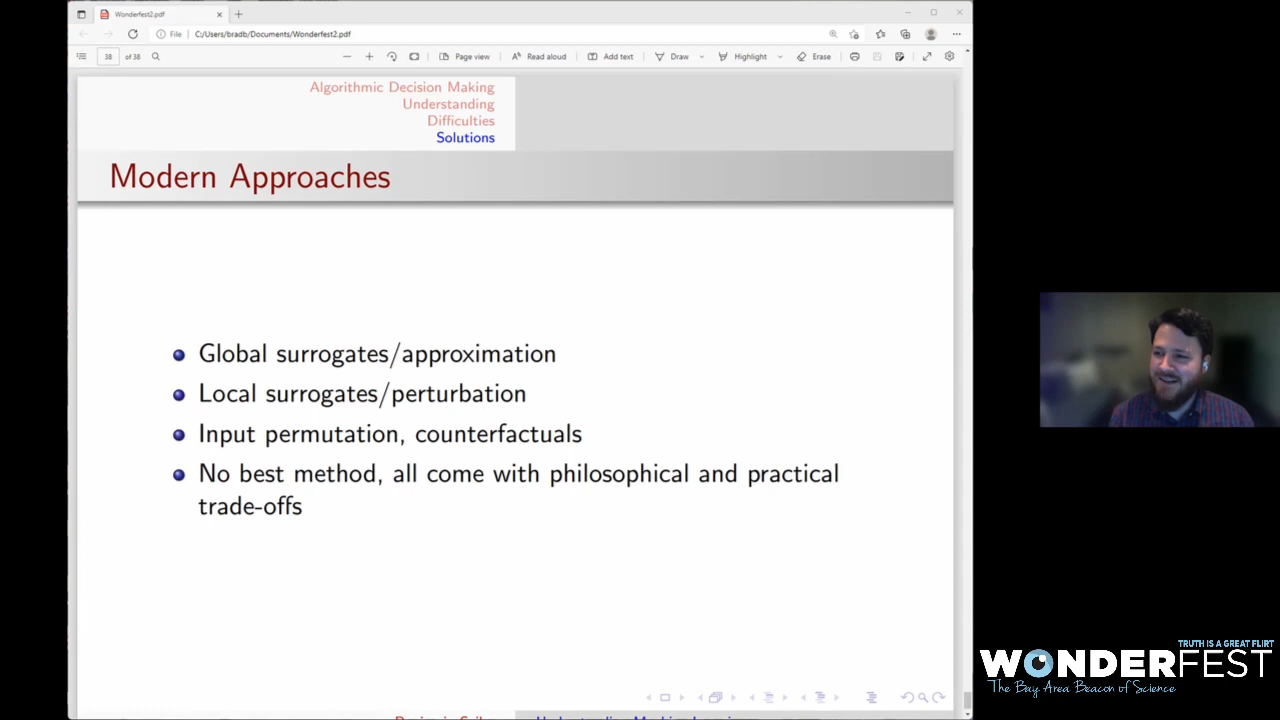 Wonderfest2.pdf
File
C:/Users/bradb/Documents/Wonderfest2.pdf
38 of 38
Page view
Read aloud
Add text
Draw
Highlight
Erase
Algorithmic Decision Making
Understanding
Difficulties
Solutions
Modern Approaches
Global surrogates/approximation
Local surrogates/perturbation
Input permutation, counterfactuals
No best method, all come with philosophical and practical
trade-offs
TRUTH IS A GREAT FLIRT
WONDERFEST
The Bay Area Beacon of Science